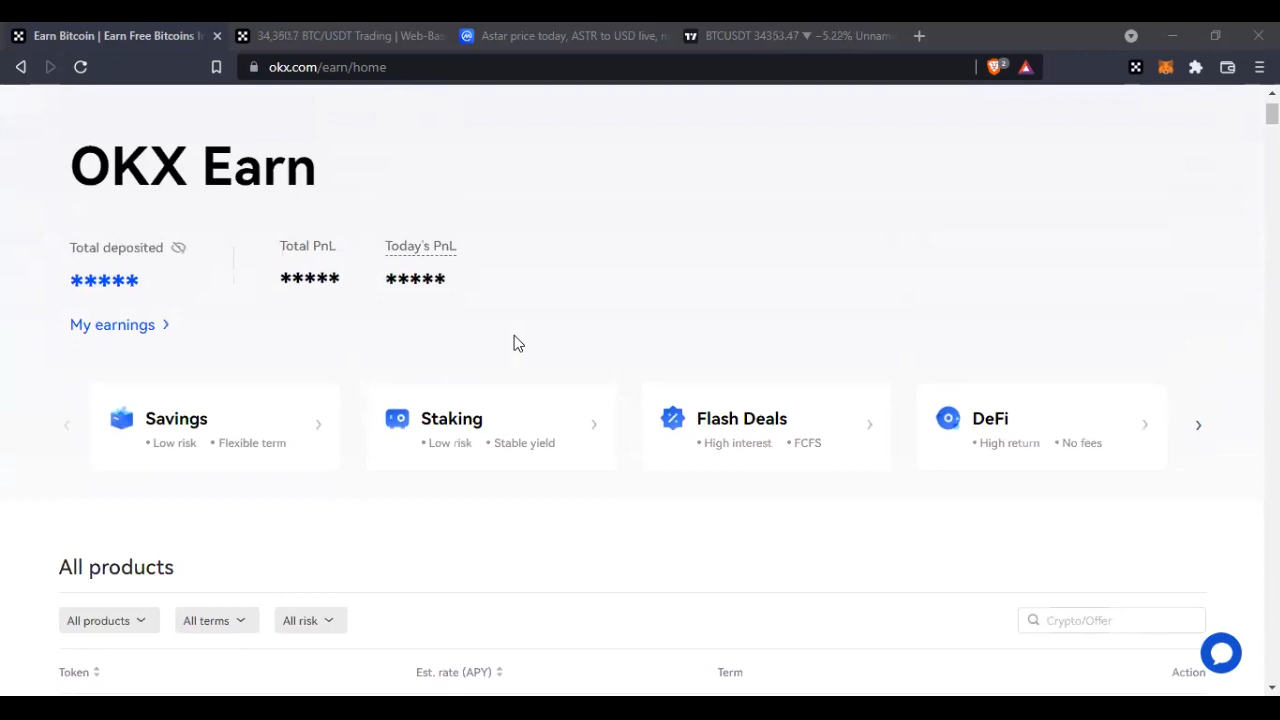 Earn Bitcoin | Earn Free Bitcoins I
34,350.7 BTC/USDT Trading | Web-Bas
Astar price today, ASTR to USD live, m
BTCUSDT 34353.47 ▼ −5.22% Unnam
okx.com/earn/home
2
OKX Earn
Total deposited
Total PnL
Today's PnL
*****
*****
*****
My earnings >
Savings
• Low risk • Flexible term
Staking
• Low risk • Stable yield
Flash Deals
• High interest • FCFS
DeFi
• High return • No fees
All products
All products
All terms
All risk
Crypto/Offer
Token
Est. rate (APY)
Term
Action